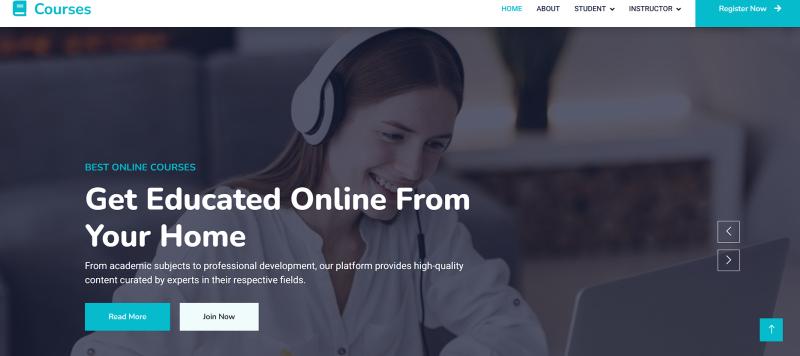 Courses
HOME ABOUT STUDENT INSTRUCTOR Register Now
BEST ONLINE COURSES
Get Educated Online From
Your Home
From academic subjects to professional development, our platform provides high-quality
content curated by experts in their respective fields.
Read More Join Now